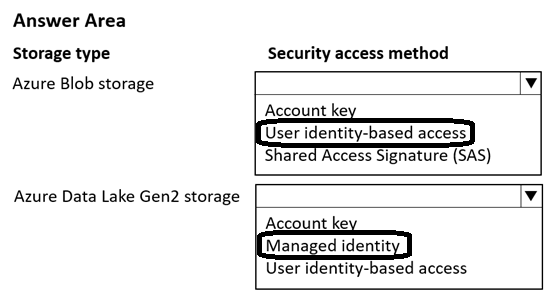 Answer Area
Storage type Security access method
Azure Blob storage
Account key
User identity-based access
Shared Access Signature (SAS)
Azure Data Lake Gen2 storage
Account key
Managed identity
User identity-based access